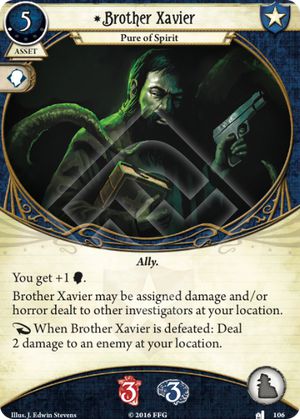 5
Brother Xavier
Pure of Spirit
ASSET
Ally.
You get +1 .
Brother Xavier may be assigned damage and/or
horror dealt to other investigators at your location.
When Brother Xavier is defeated: Deal
2 damage to an enemy at your location.
3 3
Illus. J. Edwin Stevens © 2016 FFG 106